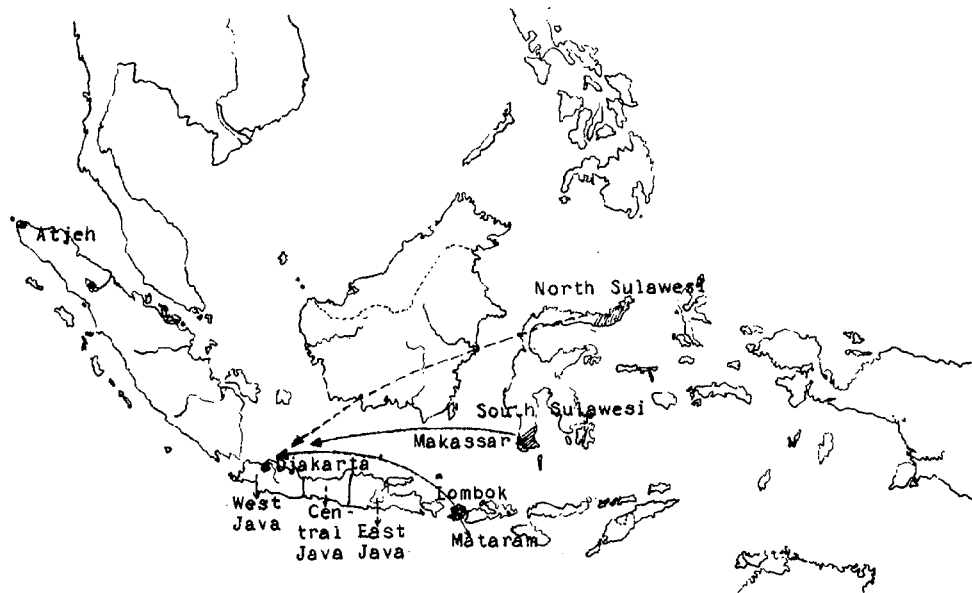 Atjeh
North Sulawesi
South Sulawesi
Makassar
Djakarta
Lombok
West
Java
Cen-
tral
Java
East
Java
Mataram